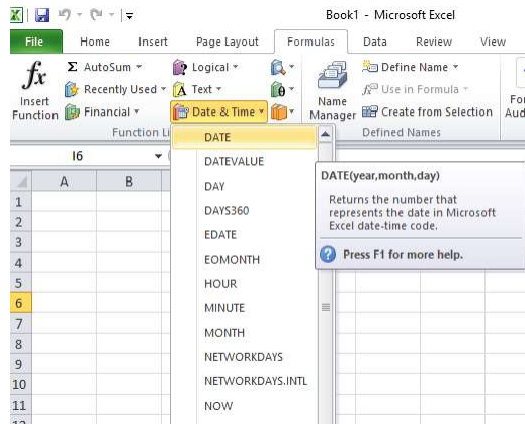 Book1 - Microsoft Excel
File Home Insert Page Layout Formulas Data Review View
fx Insert Function
Σ AutoSum
Recently Used
Financial
Logical
Text
Date & Time
Name Manager
Define Name
Use in Formula
Create from Selection
Function Li
Defined Names
I6
A B
1
2
3
4
5
6
7
8
9
10
11
12
DATE
DATEVALUE
DAY
DAYS360
EDATE
EOMONTH
HOUR
MINUTE
MONTH
NETWORKDAYS
NETWORKDAYS.INTL
NOW
DATE(year,month,day)
Returns the number that
represents the date in Microsoft
Excel date-time code.
Press F1 for more help.